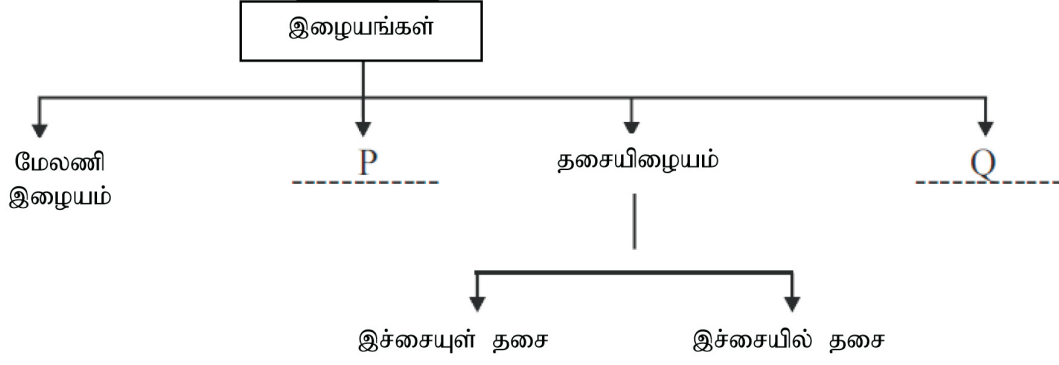 இழையங்கள்
மேலணி
இழையம்
P
தசையிழையம்
Q
இச்சையுள் தசை
இச்சையில் தசை